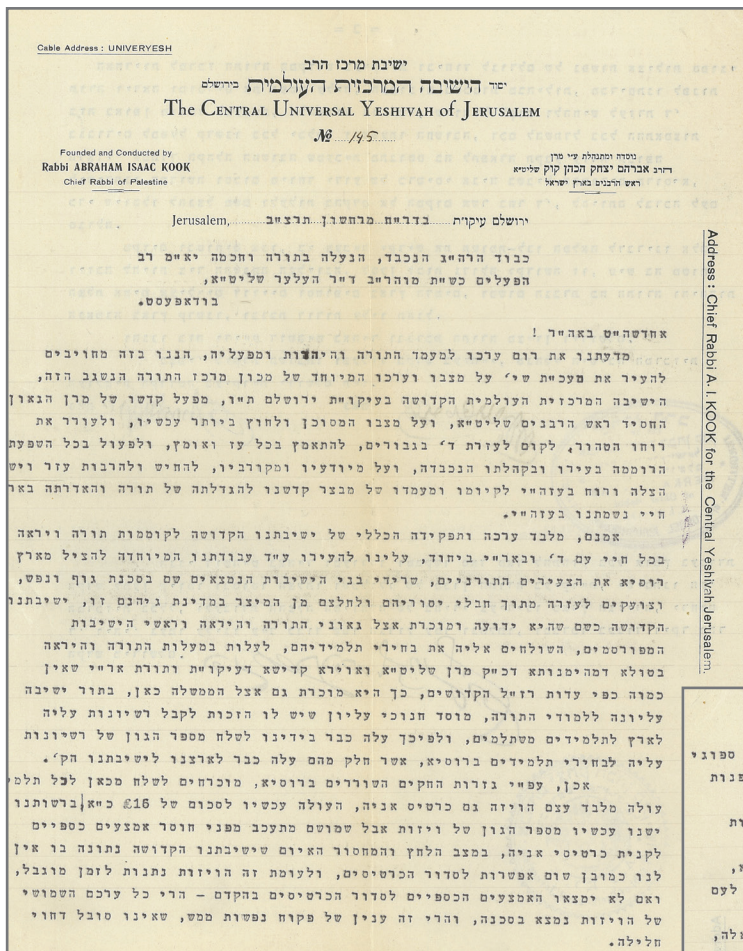 Cable Address : UNIVERYESH
ישיבת מרכז הרב
יסוד הישיבה המרכזית העולמית בירושלם
The CENTRAL UNIVERSAL YESHIVAH of JERUSALEM
№ 145
Founded and Conducted by
Rabbi ABRAHAM ISAAC KOOK
Chief Rabbi of Palestine
נוסדה ומתנהלת ע״י מרן
הרב אברהם יצחק הכהן קוק שליט״א
ראש הרבנים בארץ ישראל
Jerusalem, בדר״ח מרחשון תרצ״ב ירושלים עיקו״ת
כבוד הרה״ג הנכבד, הנעלה בתורה וחכמה יא״מ רב
הפעלים כש״ת מוהר״ב ד״ר העלער שליט״א,
בודאפעסט.
אחדשה״ט באה״ר !
מדעתנו את רום ערכו למעמד התורה והיהדות ומפעליה, הננו בזה מחויבים
להעיר את מעכ״ת שי' על מצבו וערכו המיוחד של מכון מרכז התורה הנשגב הזה,
הישיבה המרכזית העולמית הקדושה בעיקו״ת ירושלם ת״ו, מפעל קדשו של מרן הגאון
החסיד ראש הרבנים שליט״א, ועל מצבו המסוכן ולחוץ ביותר עכשיו, ולעודד את
רוחו הטהור, לקום לעזרת ד' בגבורים, להתאמץ בכל עז ואומץ, ולפעול בכל השפעת
הרוממה בעירו ובקהלתו הנכבדה, ועל מיודעיו ומקורביו, להחיש ולהרבות עזר ויש
הצלה ורוח בעזה״י לקיומו ומעמדו של מבצר קדשנו להגדלתה של תורה והאדרתה באר
חיי נשמתנו בעזה״י.
אמנם, מלבד ערכה ותפקידה הכללי של ישיבתנו הקדושה לקוממות תורה ויראה
בכל חיי עם ד' ובאר״י ביחוד, עלינו להעירו ע״ד עבודתנו המיוחדה להציל מארץ
רוסיא את הצעירים התורניים, שרידי בני הישיבות הנמצאים שם בסכנת גוף ונפש,
וצועקים לעזרה מתוך חבלי יסוריהם ולחלצם מן המיצר במדינת גיהנם זו, ישיבתנו
הקדושה כשם שהיא ידועה ומוכרת אצל גאוני התורה והיראה וראשי הישיבות
המפורסמים, השולחים אליה את בחירי תלמידיהם, לעלות במעלות התורה והיראה
בטולא דמהימנותא דכ״ק מרן שליט״א ואוירא קדישא דעיקו״ת ותורת אר״י שאין
כמוה כפי עדות רז״ל הקדושים, כך היא מוכרת גם אצל הממשלה כאן, בתור ישיבה
עליונה ללמודי התורה, מוסד חנוכי עליון שיש לו הזכות לקבל רשיונות עליה
לארץ לתלמידים משתלמים, ולפיכך עלה כבר בידינו לשלח מספר הגון של רשיונות
עליה לבחירי תלמידים ברוסיא, אשר חלק מהם עלה כבר לארצנו לישיבתנו הק'.
אכן, עפ״י גזרות החקים השוררים ברוסיא, מוכרחים לשלח מכאן לכל תלמי
עולה מלבד עצם הויזה גם כרטיס אניה, העולה עכשיו לסכום של £16 כ״א, ברשותנו
ישנו עכשיו מספר הגון של ויזות אבל שמושם מתעכב מפני חוסר אמצעים כספיים
לקנית כרטיסי אניה, במצב הלחץ והמחסור האיום שישיבתנו הקדושה נתונה בו אין
לנו כמובן שום אפשרות לסדור הכרטיסים, ולעומת זה הויזות נתנות לזמן מוגבל,
ואם לא ימצאו האמצעים הכספיים לסדור הכרטיסים בהקדם – הרי כל ערכם השמושי
של הויזות נמצא בסכנה, והרי זה ענין של פקוח נפשות ממש, שאינו סובל דחוי
חלילה.
Address : Chief Rabbi A. I. KOOK for the Central Yeshivah Jerusalem.
ספוגי
פנות
ות
א,
לעם
אלה,